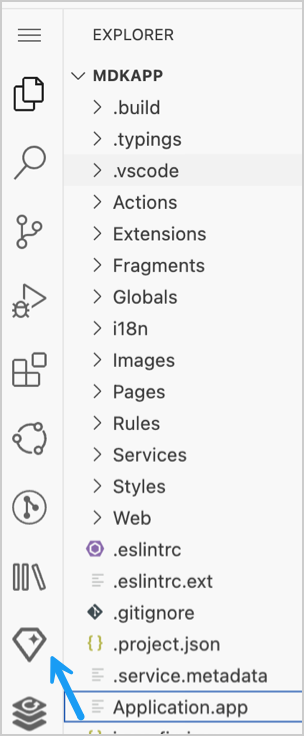 EXPLORER
MDKAPP
.build
.typings
.vscode
Actions
Extensions
Fragments
Globals
i18n
Images
Pages
Rules
Services
Styles
Web
.eslintrc
.eslintrc.ext
.gitignore
.project.json
.service.metadata
Application.app